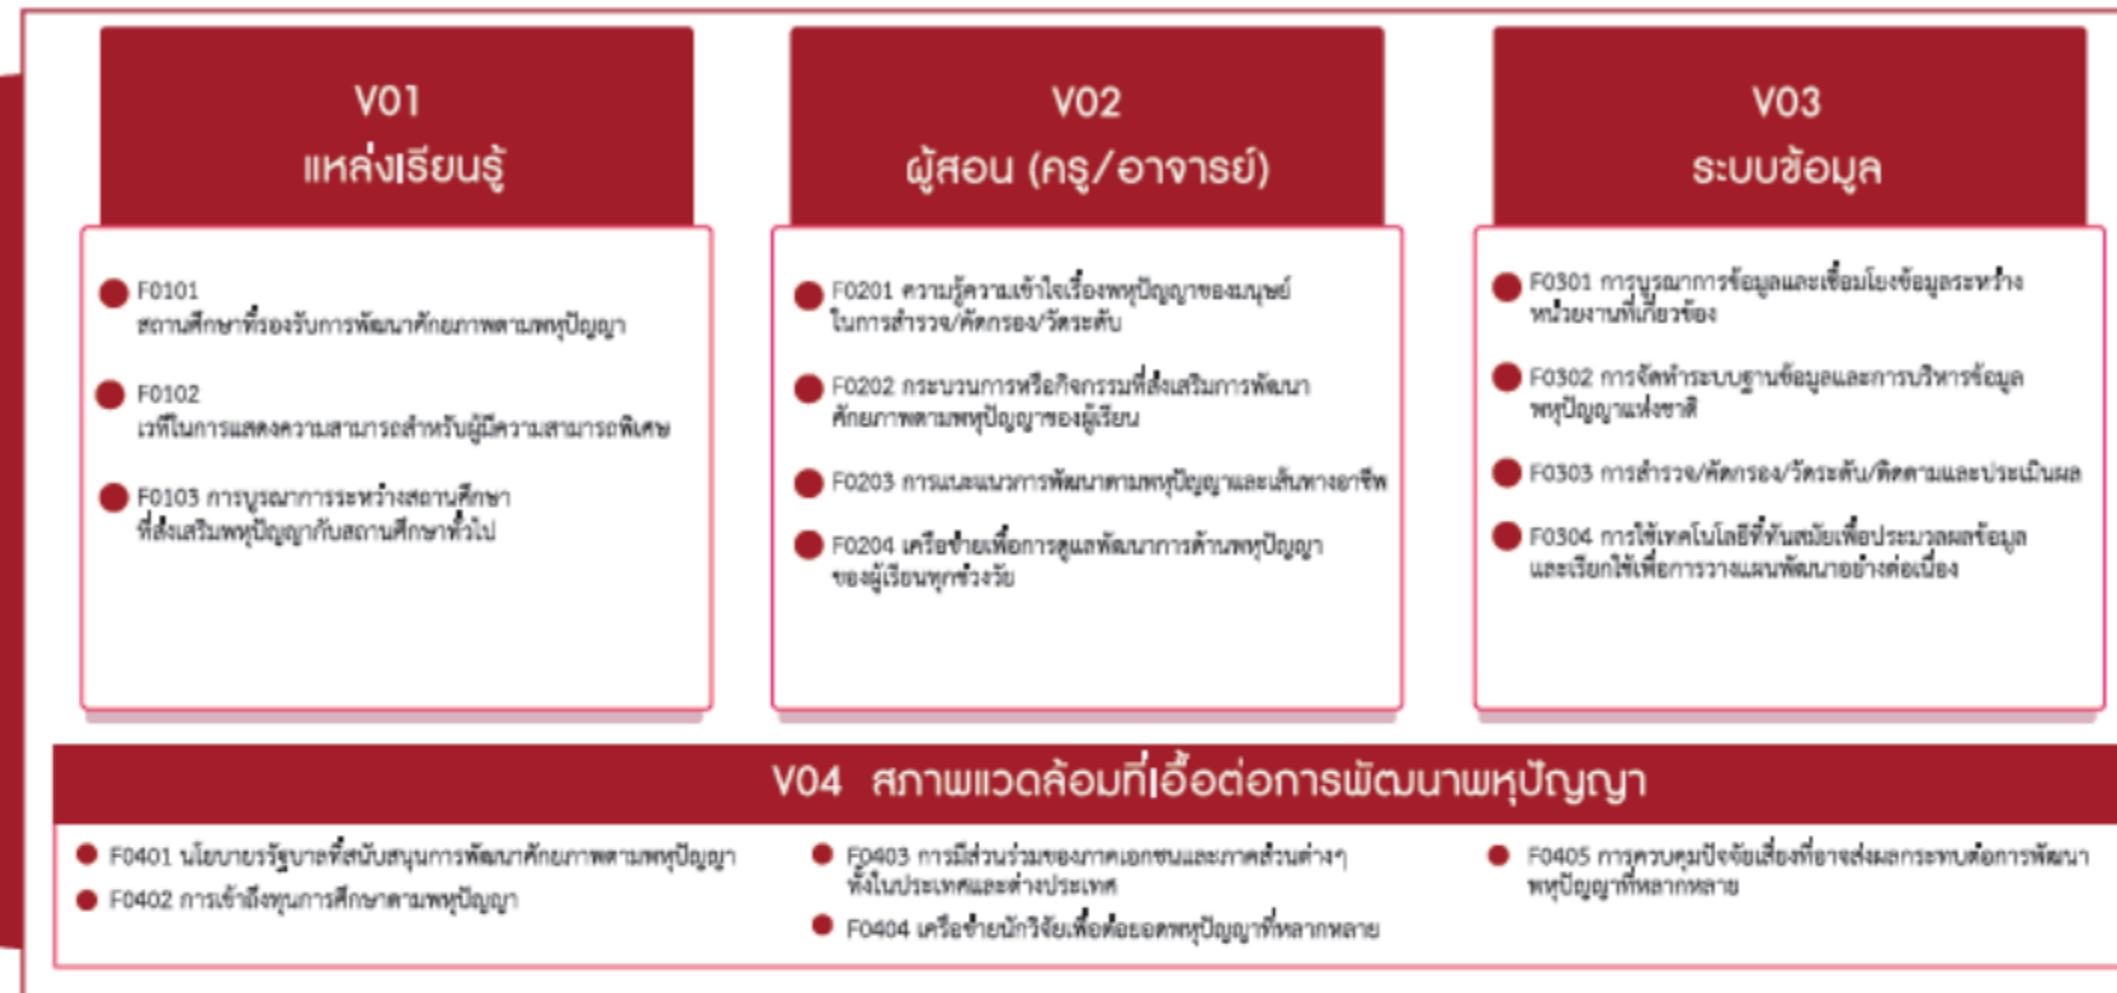 V01
แหล่งเรียนรู้
F0101
สถานศึกษาที่รองรับการพัฒนาศักยภาพตามพหุปัญญา
F0102
เวทีในการแสดงความสามารถสำหรับผู้มีความสามารถพิเศษ
F0103 การบูรณาการระหว่างสถานศึกษา
ที่ส่งเสริมพหุปัญญากับสถานศึกษาทั่วไป
V02
ผู้สอน (ครู/อาจารย์)
F0201 ความรู้ความเข้าใจเรื่องพหุปัญญาของมนุษย์
ในการสำรวจ/คัดกรอง/วัดระดับ
F0202 กระบวนการหรือกิจกรรมที่ส่งเสริมการพัฒนา
ศักยภาพตามพหุปัญญาของผู้เรียน
F0203 การแนะแนวการพัฒนาตามพหุปัญญาและเส้นทางอาชีพ
F0204 เครือข่ายเพื่อการดูแลพัฒนาการด้านพหุปัญญา
ของผู้เรียนทุกช่วงวัย
V03
ระบบข้อมูล
F0301 การบูรณาการข้อมูลและเชื่อมโยงข้อมูลระหว่าง
หน่วยงานที่เกี่ยวข้อง
F0302 การจัดทำระบบฐานข้อมูลและการบริหารข้อมูล
พหุปัญญาแห่งชาติ
F0303 การสำรวจ/คัดกรอง/วัดระดับ/ติดตามและประเมินผล
F0304 การใช้เทคโนโลยีที่ทันสมัยเพื่อประมวลผลข้อมูล
และเรียกใช้เพื่อการวางแผนพัฒนาอย่างต่อเนื่อง
V04 สภาพแวดล้อมที่เอื้อต่อการพัฒนาพหุปัญญา
F0401 นโยบายรัฐบาลที่สนับสนุนการพัฒนาศักยภาพตามพหุปัญญา
F0402 การเข้าถึงทุนการศึกษาตามพหุปัญญา
F0403 การมีส่วนร่วมของภาคเอกชนและภาคส่วนต่างๆ
ทั้งในประเทศและต่างประเทศ
F0404 เครือข่ายนักวิจัยเพื่อต่อยอดพหุปัญญาที่หลากหลาย
F0405 การควบคุมปัจจัยเสี่ยงที่อาจส่งผลกระทบต่อการพัฒนา
พหุปัญญาที่หลากหลาย